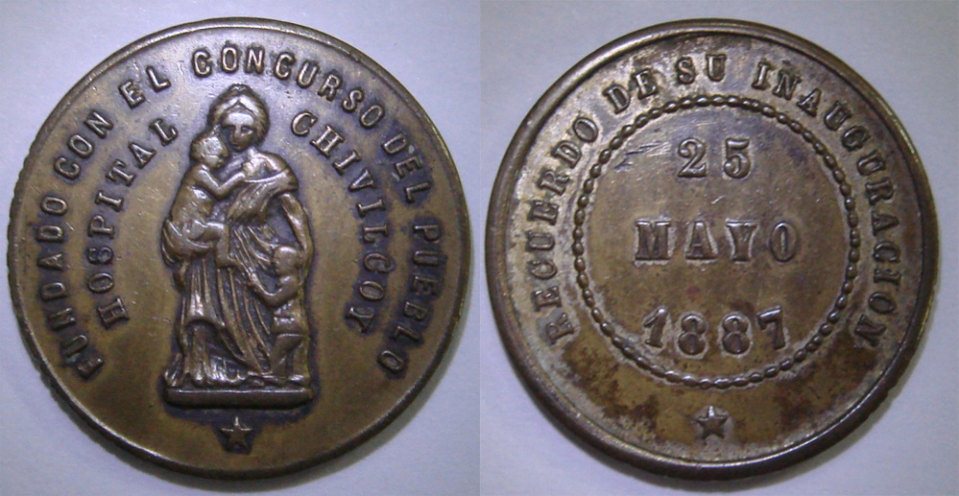 FUNDADO CON EL CONCURSO DEL PUEBLO
HOSPITAL CHIVILCOY
RECUERDO DE SU INAUGURACION
25
MAYO
1887